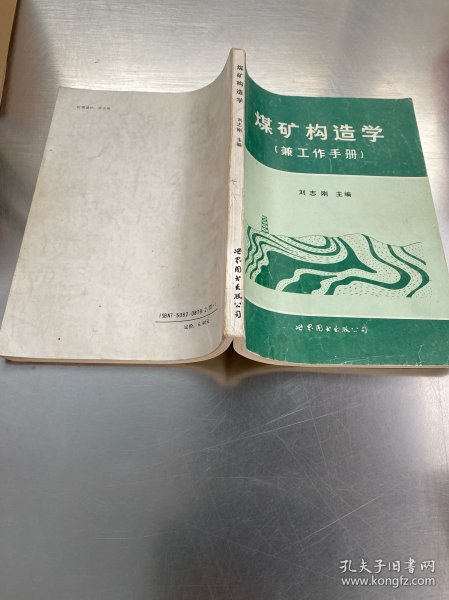 煤矿构造学
(兼工作手册)
刘志刚 主编
世界图书出版公司
煤矿构造学
刘志刚 主编
世界图书出版公司
定价:
孔夫子旧书网
www.kongfz.com